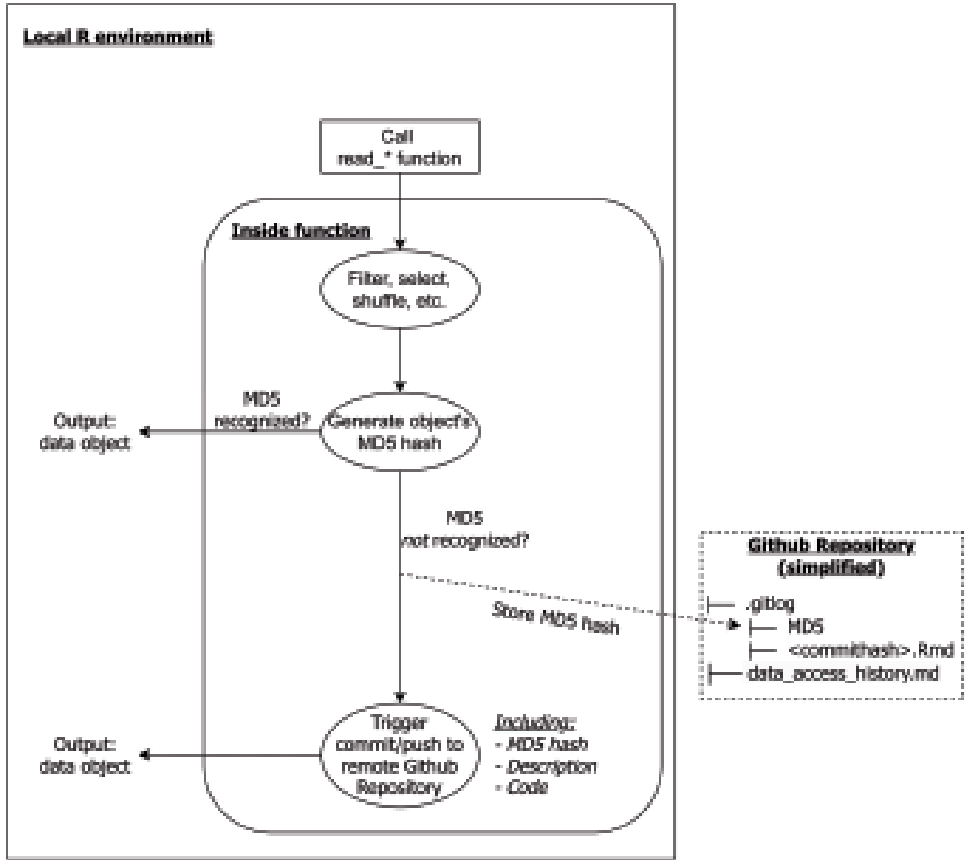 Local R environment
Call
read_* function
Inside function
Filter, select,
shuffle, etc.
MD5
recognized?
Output:
data object
Generate object's
MD5 hash
MD5
not recognized?
Store MD5 hash
Github Repository
(simplified)
.gitlog
MD5
<commithash>.Rmd
data_access_history.md
Trigger
commit/push to
remote Github
Repository
Including:
- MD5 hash
- Description
- Code
Output:
data object